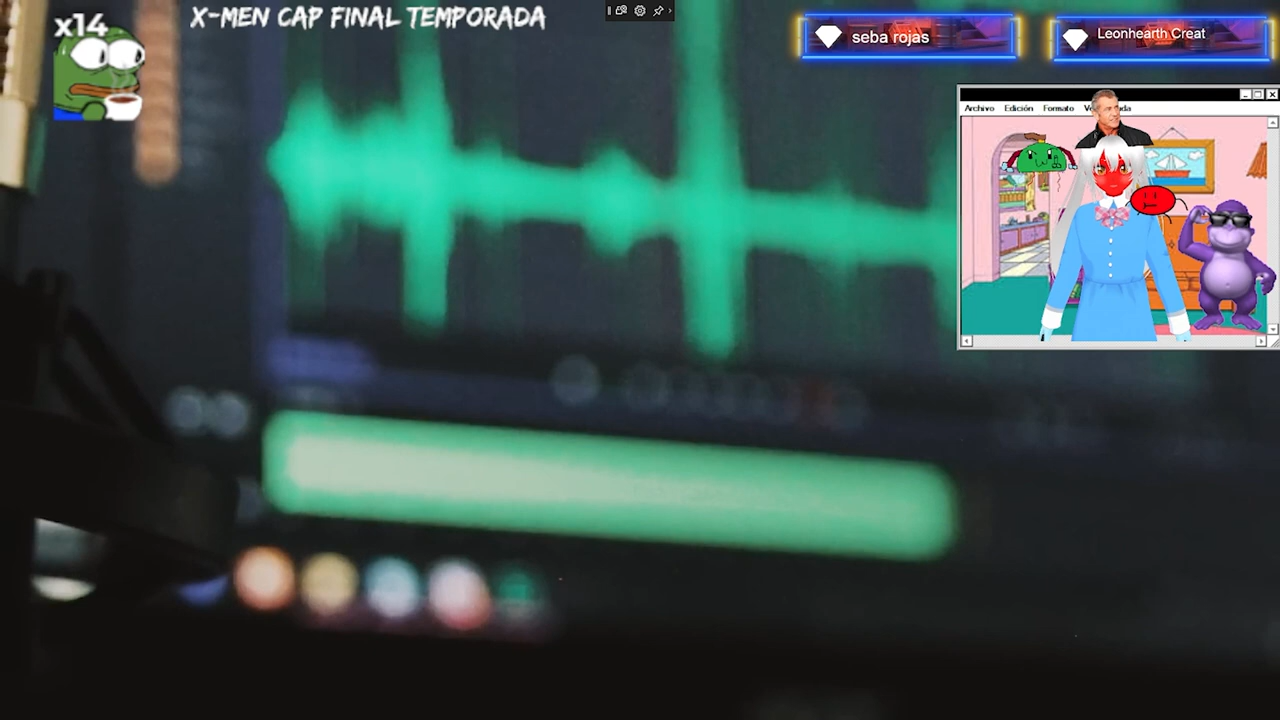 x14
X-MEN CAP FINAL TEMPORADA
seba rojas
Leonhearth Creat
Archivo Edición Formato